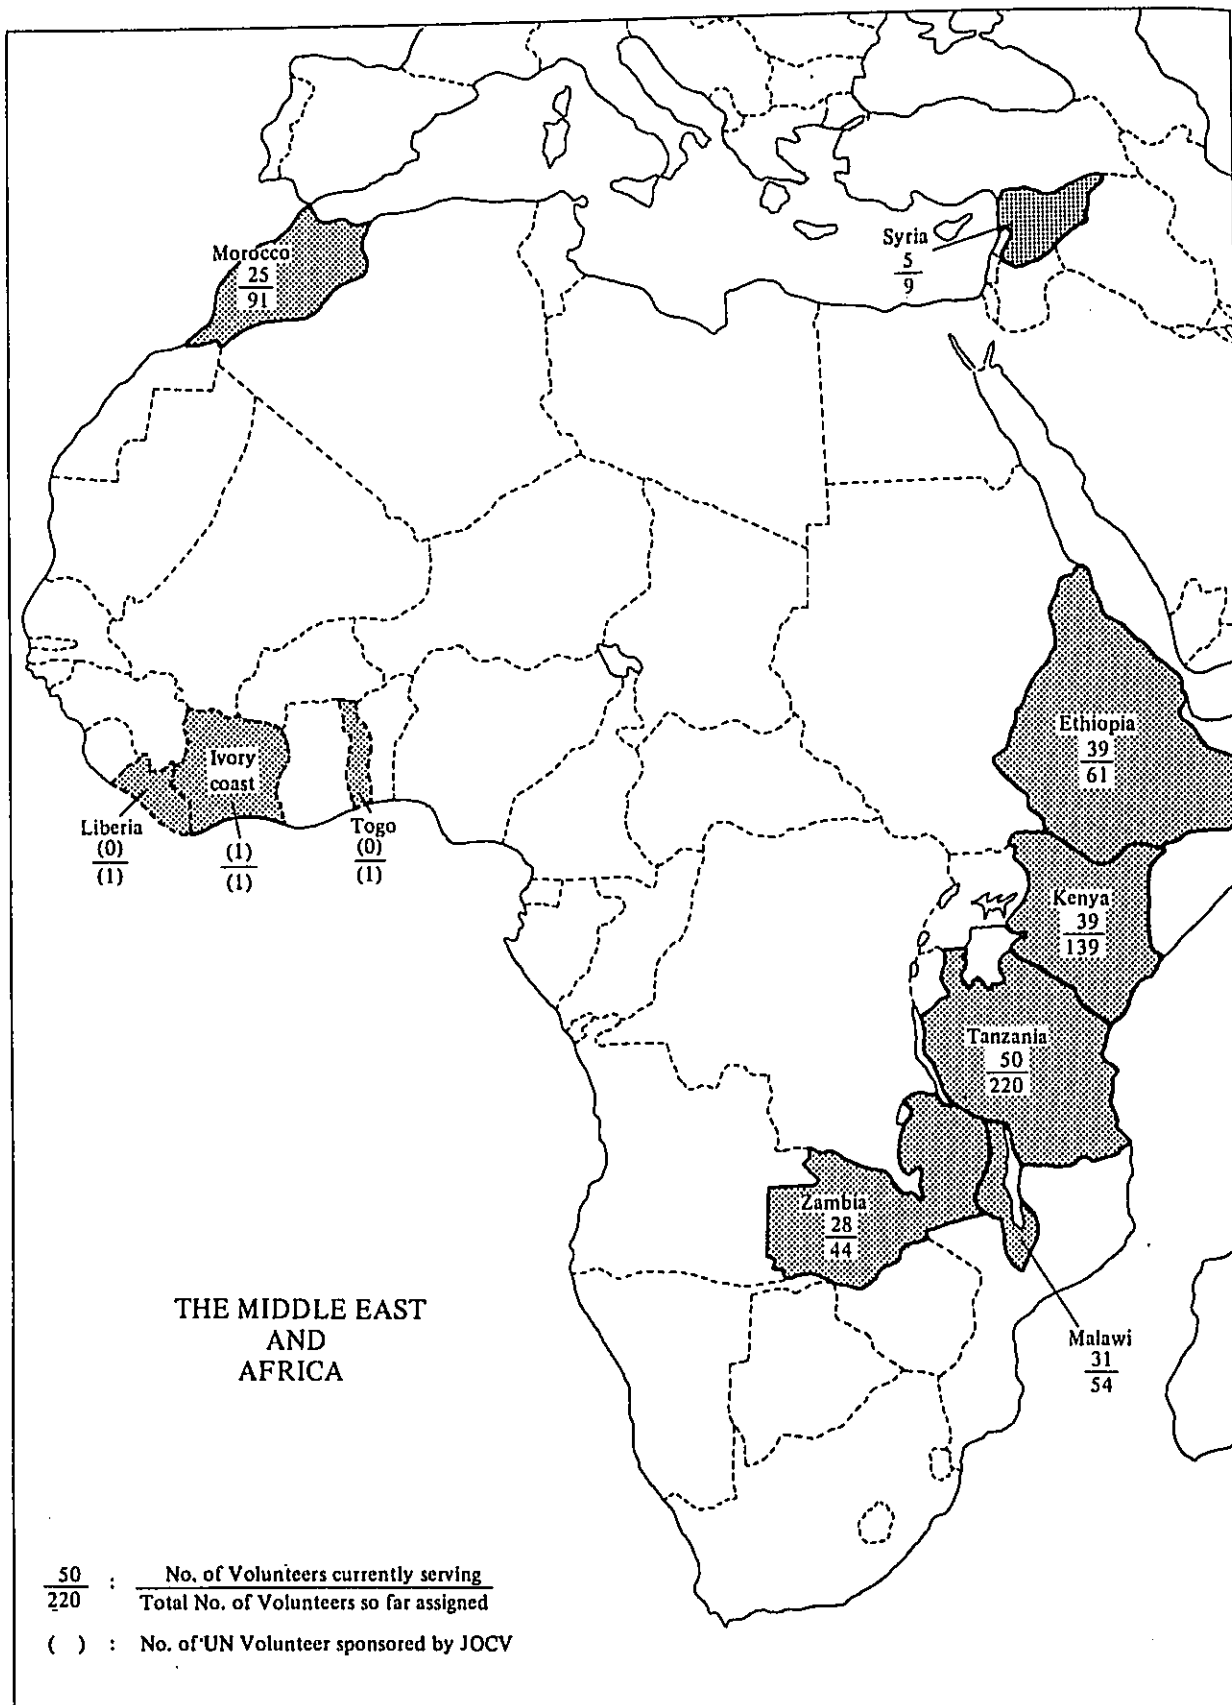 Morocco
25
91
Syria
5
9
Ethiopia
39
61
Ivory
coast
(1)
(1)
Liberia
(0)
(1)
Togo
(0)
(1)
Kenya
39
139
Tanzania
50
220
Zambia
28
44
Malawi
31
54
THE MIDDLE EAST
AND
AFRICA
50
220 : No. of Volunteers currently serving
Total No. of Volunteers so far assigned
( ) : No. of UN Volunteer sponsored by JOCV